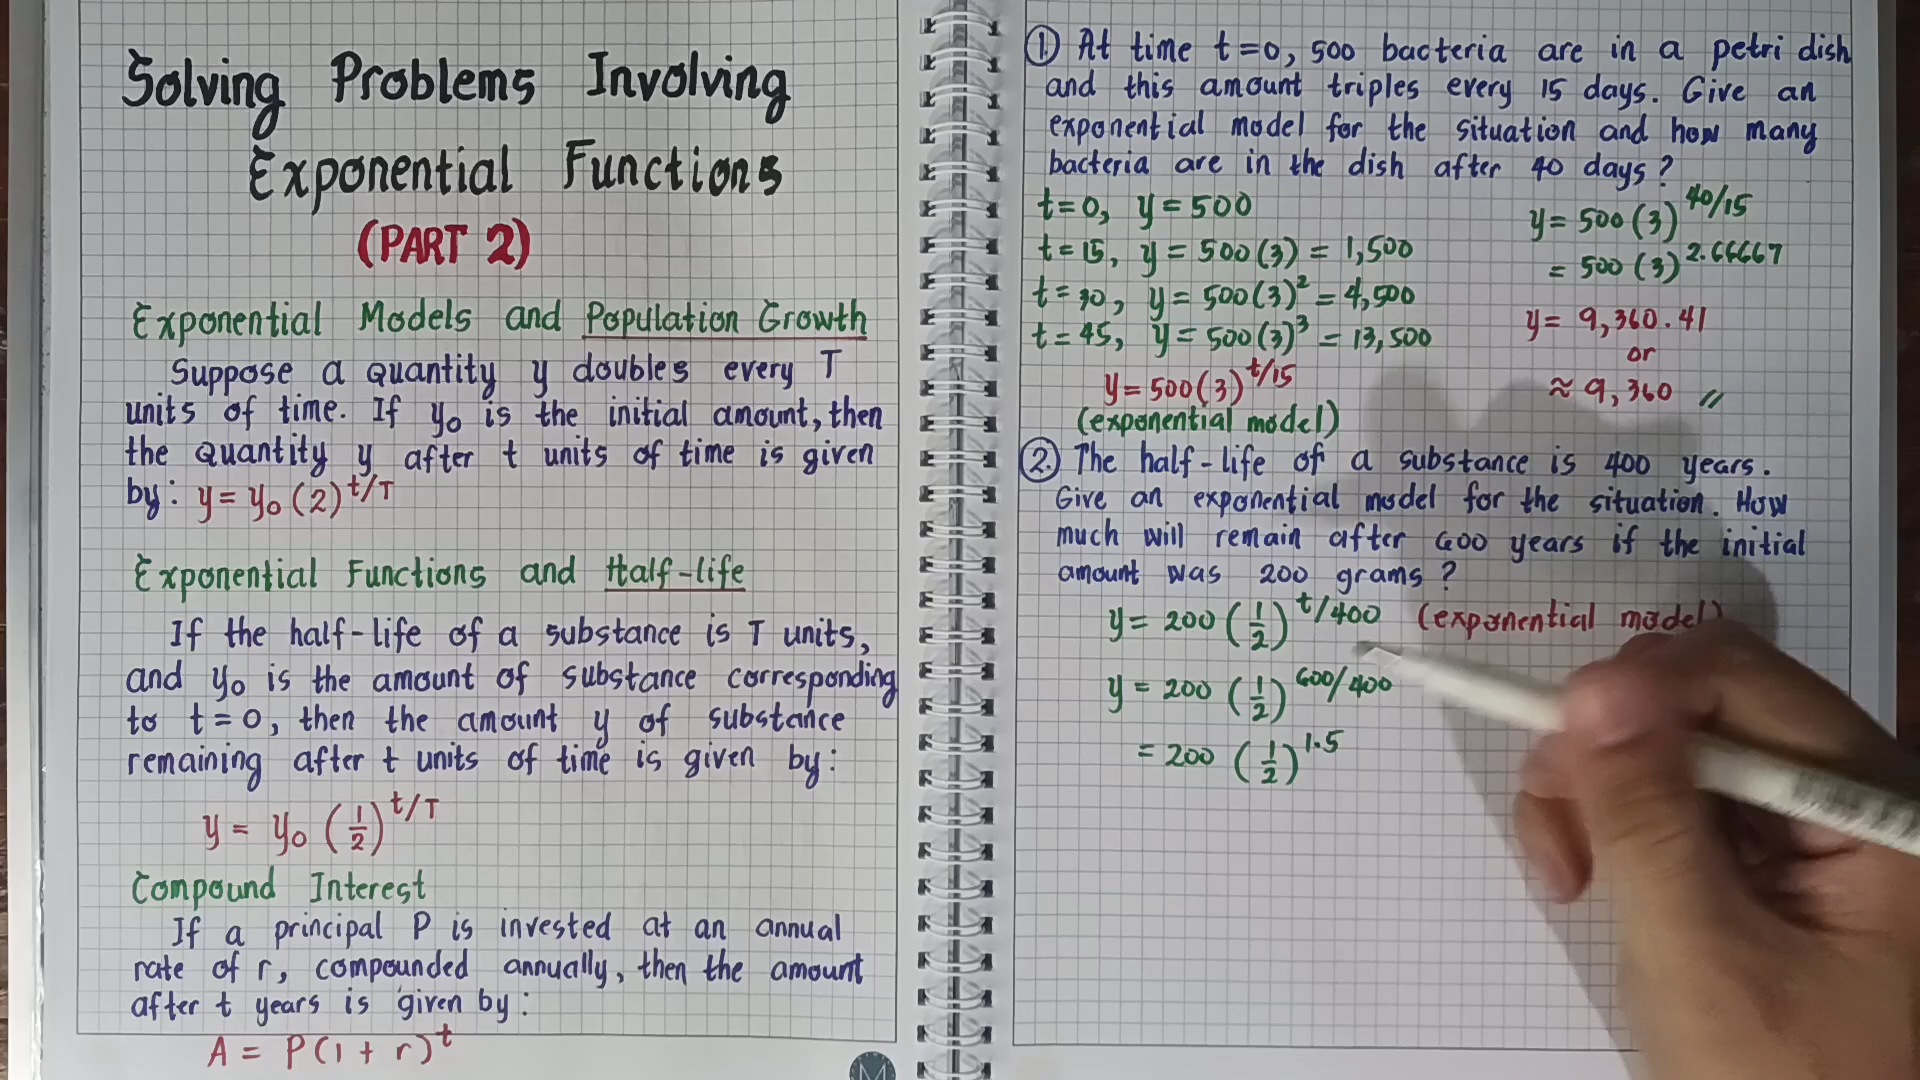 Solving Problems Involving
Exponential Functions
(PART 2)
Exponential Models and Population Growth
Suppose a quantity y doubles every T
units of time. If y₀ is the initial amount, then
the quantity y after t units of time is given
by: y = y₀ (2)^t/T
Exponential Functions and Half-life
If the half-life of a substance is T units,
and y₀ is the amount of substance corresponding
to t = 0, then the amount y of substance
remaining after t units of time is given by:
y = y₀ (1/2)^t/T
Compound Interest
If a principal P is invested at an annual
rate of r, compounded annually, then the amount
after t years is given by:
A = P(1 + r)^t
M
1. At time t=0, 500 bacteria are in a petri dish
and this amount triples every 15 days. Give an
exponential model for the situation and how many
bacteria are in the dish after 40 days?
t=0, y = 500
t = 15, y = 500(3) = 1,500
t = 30, y = 500(3)² = 4,500
t = 45, y = 500(3)³ = 13,500
y = 500(3)^t/15
(exponential model)
y = 500 (3)^40/15
= 500 (3)^2.66667
y = 9,360.41
or
≈ 9,360 //
2. The half-life of a substance is 400 years.
Give an exponential model for the situation. How
much will remain after 600 years if the initial
amount was 200 grams?
y = 200 (1/2)^t/400 (exponential model)
y = 200 (1/2)^600/400
= 200 (1/2)^1.5